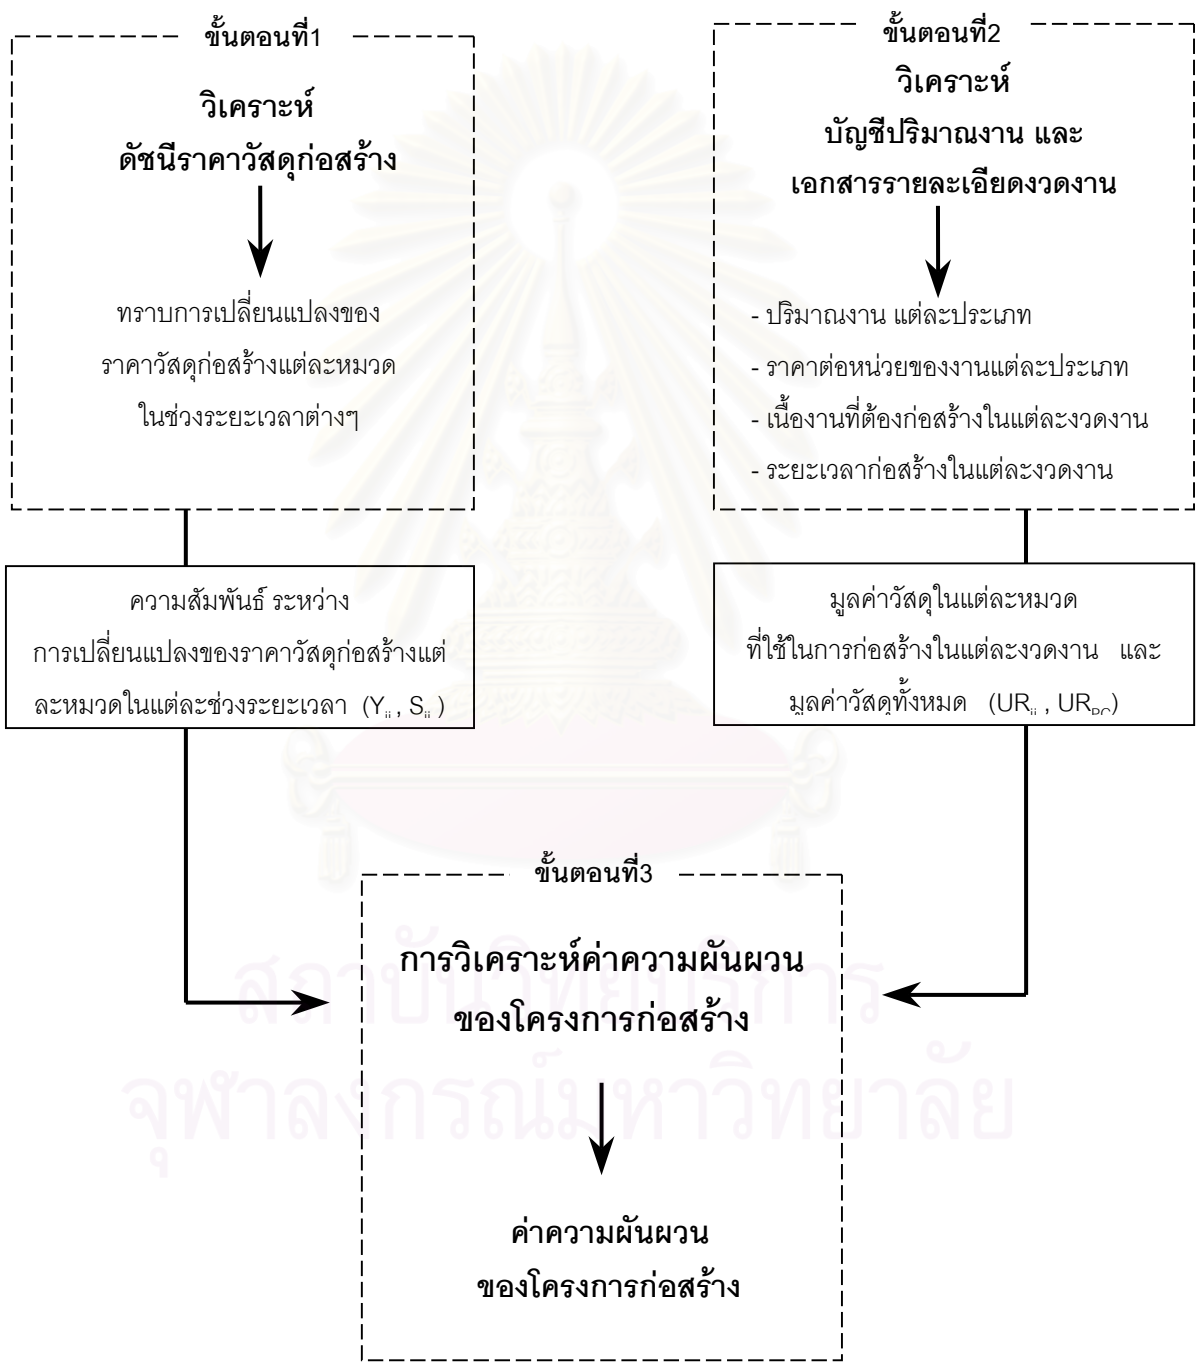 ขั้นตอนที่1
วิเคราะห์
ดัชนีราคาวัสดุก่อสร้าง
ทราบการเปลี่ยนแปลงของ
ราคาวัสดุก่อสร้างแต่ละหมวด
ในช่วงระยะเวลาต่างๆ
ขั้นตอนที่2
วิเคราะห์
บัญชีปริมาณงาน และ
เอกสารรายละเอียดงวดงาน
- ปริมาณงาน แต่ละประเภท
- ราคาต่อหน่วยของงานแต่ละประเภท
- เนื้องานที่ต้องก่อสร้างในแต่ละงวดงาน
- ระยะเวลาก่อสร้างในแต่ละงวดงาน
ความสัมพันธ์ ระหว่าง
การเปลี่ยนแปลงของราคาวัสดุก่อสร้างแต่
ละหมวดในแต่ละช่วงระยะเวลา (Y , S )
มูลค่าวัสดุในแต่ละหมวด
ที่ใช้ในการก่อสร้างในแต่ละงวดงาน และ
มูลค่าวัสดุทั้งหมด (UR , UR )
ขั้นตอนที่3
การวิเคราะห์ค่าความผันผวน
ของโครงการก่อสร้าง
ค่าความผันผวน
ของโครงการก่อสร้าง
สถาบันวิทยบริการ
จุฬาลงกรณ์มหาวิทยาลัย